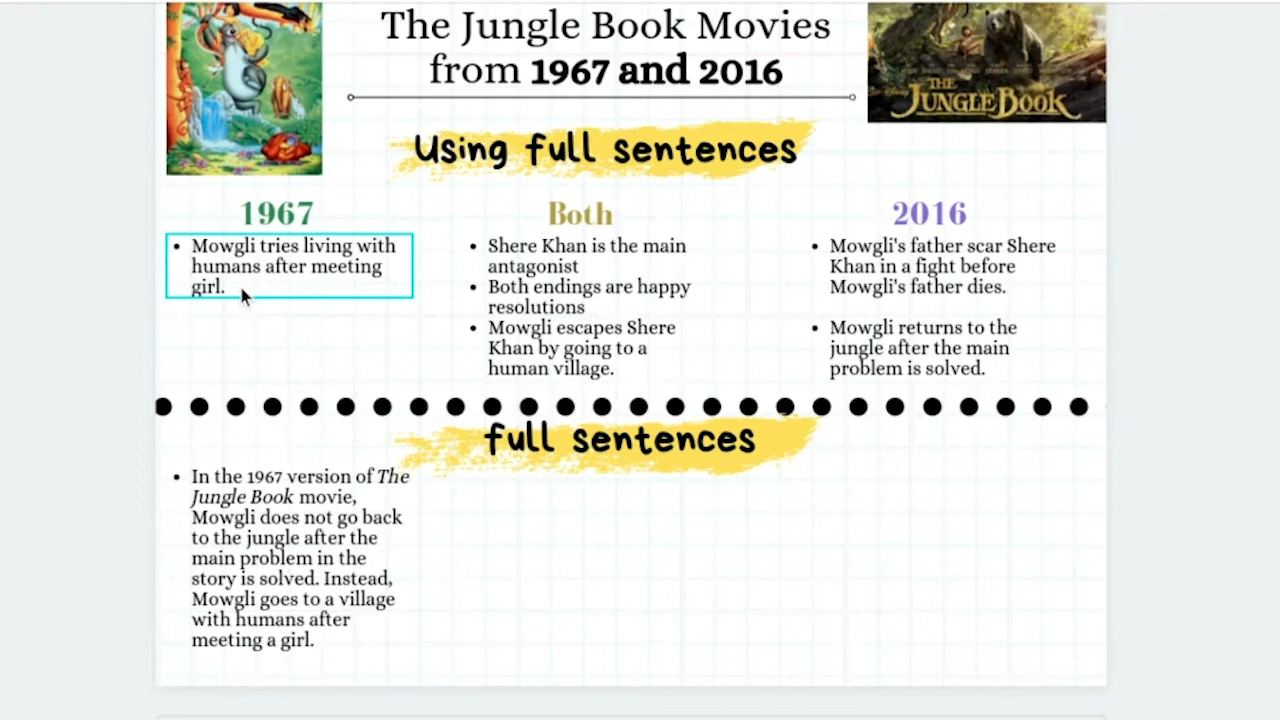 The Jungle Book Movies
from 1967 and 2016
THE
JUNGLE BOOK
Using full sentences
1967
• Mowgli tries living with
humans after meeting
girl.
Both
• Shere Khan is the main
antagonist
• Both endings are happy
resolutions
• Mowgli escapes Shere
Khan by going to a
human village.
2016
• Mowgli's father scar Shere
Khan in a fight before
Mowgli's father dies.
• Mowgli returns to the
jungle after the main
problem is solved.
full sentences
• In the 1967 version of The
Jungle Book movie,
Mowgli does not go back
to the jungle after the
main problem in the
story is solved. Instead,
Mowgli goes to a village
with humans after
meeting a girl.